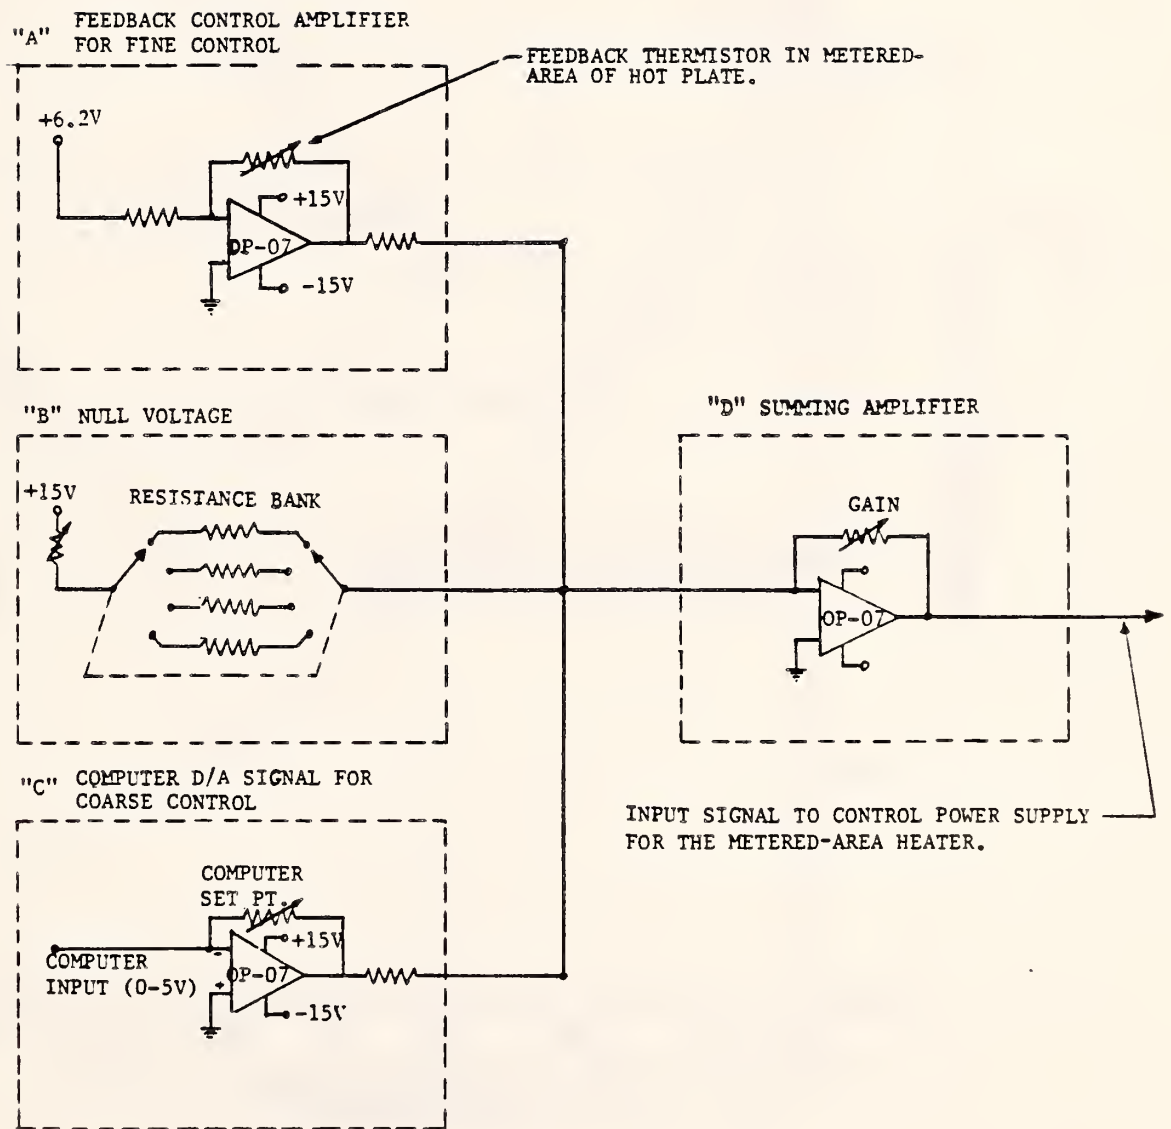 "A" FEEDBACK CONTROL AMPLIFIER
FOR FINE CONTROL
FEEDBACK THERMISTOR IN METERED-
AREA OF HOT PLATE.
+6.2V
+15V
OP-07
-15V
"B" NULL VOLTAGE
+15V
RESISTANCE BANK
"D" SUMMING AMPLIFIER
GAIN
OP-07
"C" COMPUTER D/A SIGNAL FOR
COARSE CONTROL
INPUT SIGNAL TO CONTROL POWER SUPPLY
FOR THE METERED-AREA HEATER.
COMPUTER
SET PT.
+15V
-
COMPUTER
OP-07
+
INPUT (0-5V)
-15V